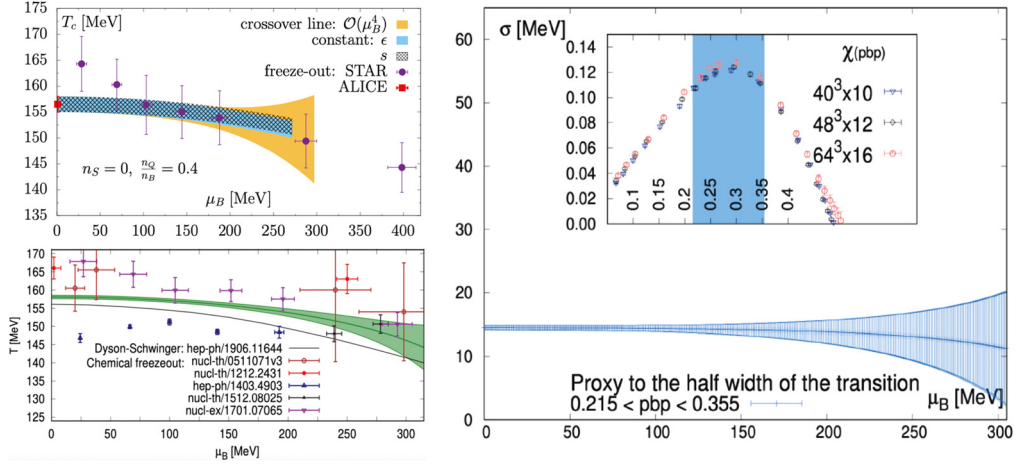 T_c [MeV]
crossover line: O(μ_B^4)
constant: ϵ
s
freeze-out: STAR
ALICE
n_S = 0, n_Q/n_B = 0.4
175
170
165
160
155
150
145
140
135
0 50 100 150 200 250 300 350 400
μ_B [MeV]
170
165
160
155
150
145
140
135
130
125
T [MeV]
Dyson-Schwinger: hep-ph/1906.11644
Chemical freezeout: nucl-th/0511071v3
nucl-th/1212.2431
hep-ph/1403.4903
nucl-th/1512.08025
nucl-ex/1701.07065
0 50 100 150 200 250 300
μ_B [MeV]
σ [MeV]
60
50
40
30
20
10
0
0.14
0.12
0.10
0.08
0.06
0.04
0.02
0.00
χ(pbp)
40³x10
48³x12
64³x16
0.1 0.15 0.2 0.25 0.3 0.35 0.4
Proxy to the half width of the transition
0.215 < pbp < 0.355
μ_B [MeV]
0 50 100 150 200 250 300